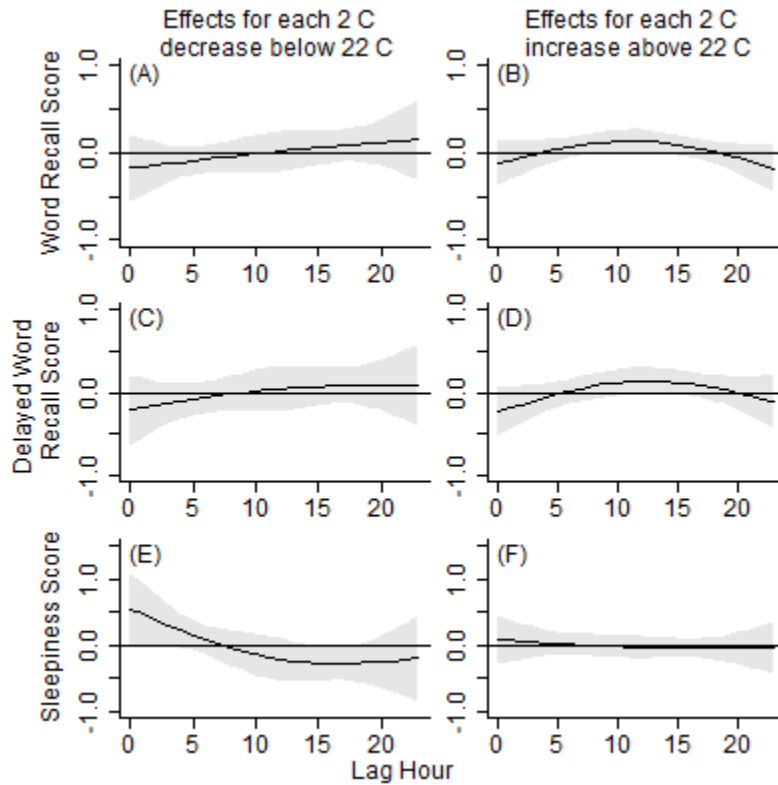 Effects for each 2 C
decrease below 22 C
Effects for each 2 C
increase above 22 C
Word Recall Score
1.0
0.0
-1.0
(A)
0 5 10 15 20
1.0
0.0
-1.0
(B)
0 5 10 15 20
Delayed Word
Recall Score
1.0
0.0
-1.0
(C)
0 5 10 15 20
1.0
0.0
-1.0
(D)
0 5 10 15 20
Sleepiness Score
1.0
0.0
-1.0
(E)
0 5 10 15 20
1.0
0.0
-1.0
(F)
0 5 10 15 20
Lag Hour